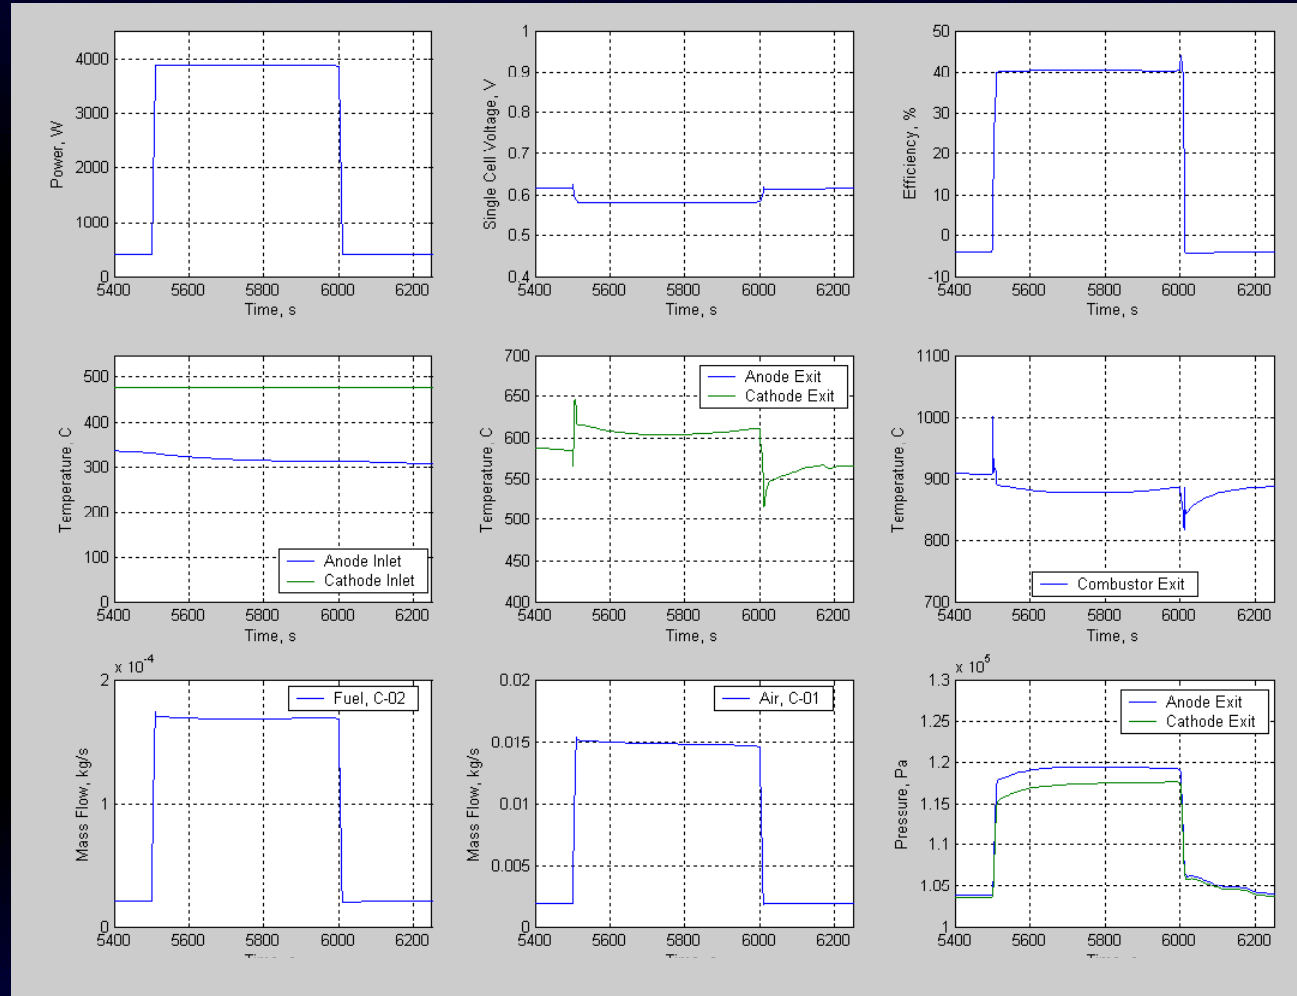 4000
3000
2000
1000
0
Power, W
5400 5600 5800 6000 6200
Time, s
1
0.9
0.8
0.7
0.6
0.5
0.4
Single Cell Voltage, V
5400 5600 5800 6000 6200
Time, s
50
40
30
20
10
0
-10
Efficiency, %
5400 5600 5800 6000 6200
Time, s
500
400
300
200
100
0
Temperature, C
Anode Inlet
Cathode Inlet
5400 5600 5800 6000 6200
Time, s
700
650
600
550
500
450
400
Temperature, C
Anode Exit
Cathode Exit
5400 5600 5800 6000 6200
Time, s
1100
1000
900
800
700
Temperature, C
Combustor Exit
5400 5600 5800 6000 6200
Time, s
x 10⁻⁴
2
1
0
Mass Flow, kg/s
Fuel, C-02
5400 5600 5800 6000 6200
Time, s
0.02
0.015
0.01
0.005
0
Mass Flow, kg/s
Air, C-01
5400 5600 5800 6000 6200
Time, s
x 10⁵
1.3
1.25
1.2
1.15
1.1
1.05
1
Pressure, Pa
Anode Exit
Cathode Exit
5400 5600 5800 6000 6200
Time, s